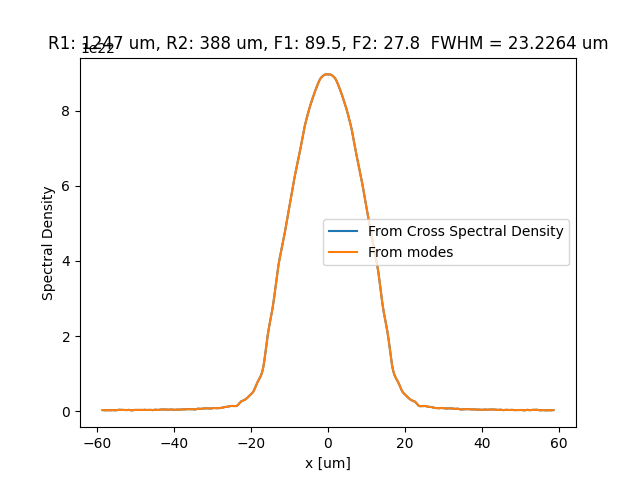 R1: 1247 um, R2: 388 um, F1: 89.5, F2: 27.8  FWHM = 23.2264 um
1e22
8
6
4
2
0
Spectral Density
From Cross Spectral Density
From modes
−60 −40 −20 0 20 40 60
x [um]